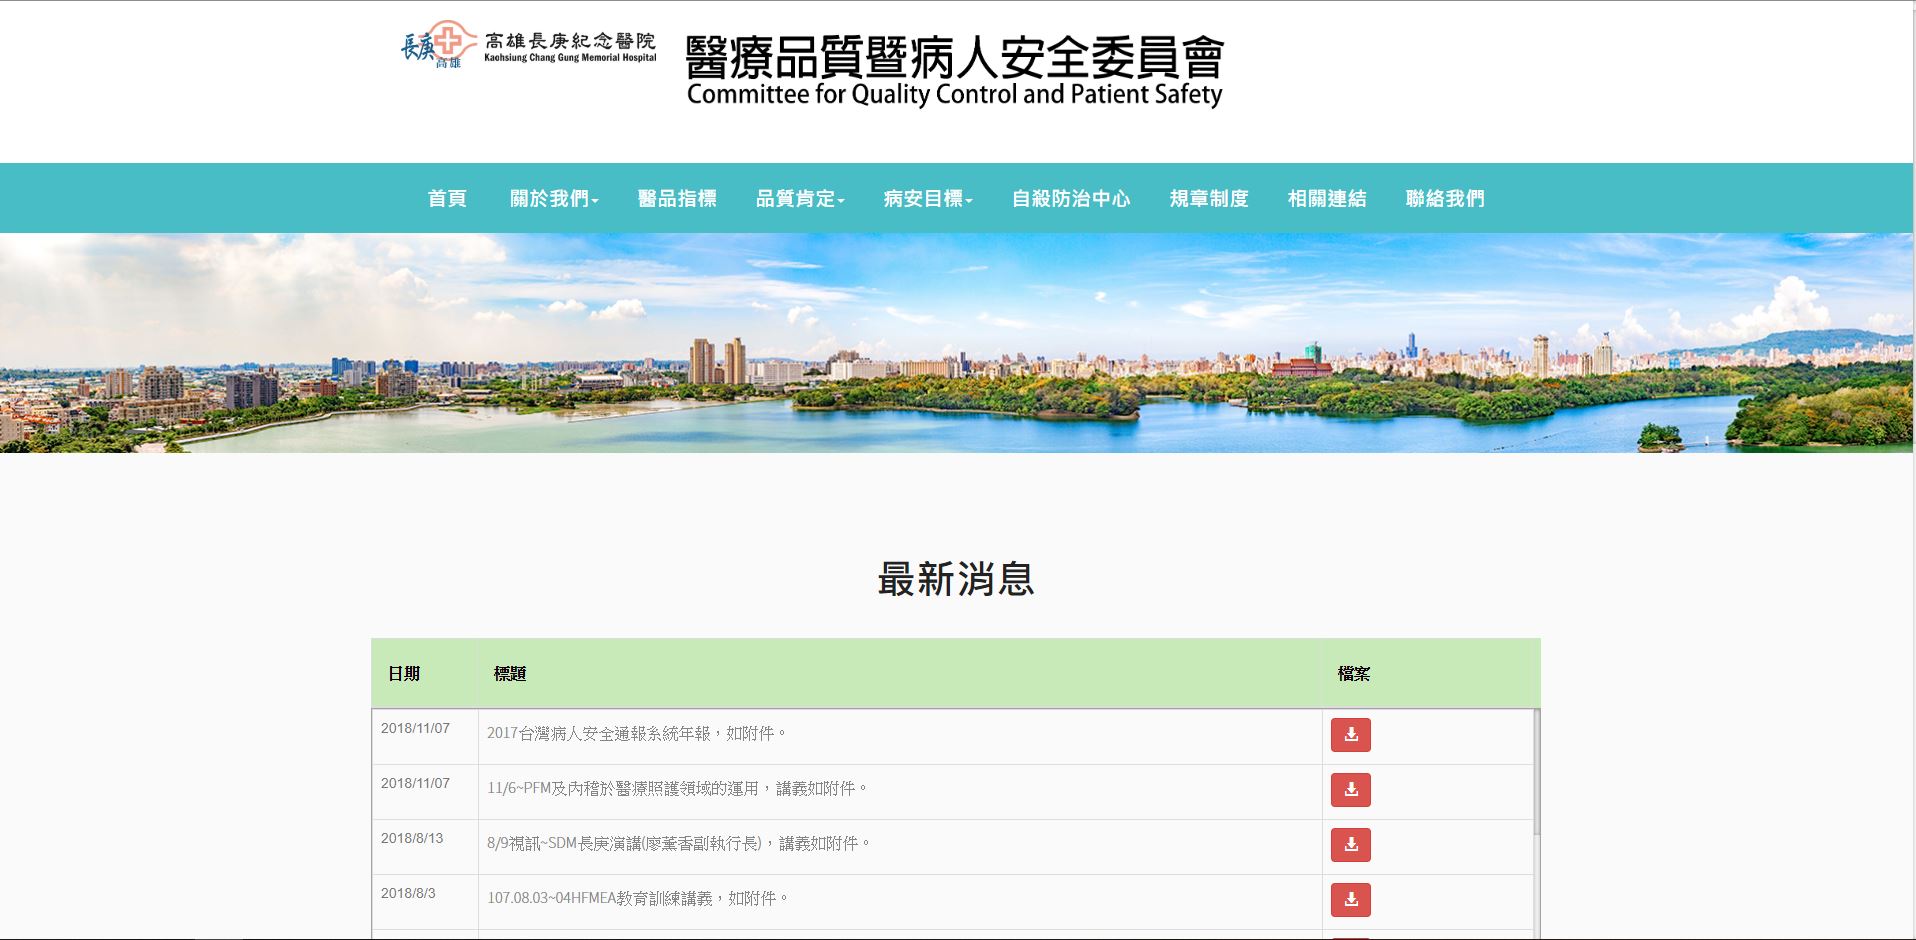 長庚
高雄
高雄長庚紀念醫院
Kaohsiung Chang Gung Memorial Hospital
醫療品質暨病人安全委員會
Committee for Quality Control and Patient Safety
首頁 關於我們 醫品指標 品質肯定 病安目標 自殺防治中心 規章制度 相關連結 聯絡我們
最新消息
日期 標題 檔案
2018/11/07 2017台灣病人安全通報系統年報，如附件。
2018/11/07 11/6~PFM及內稽於醫療照護領域的運用，講義如附件。
2018/8/13 8/9視訊~SDM長庚演講(廖薰香副執行長)，講義如附件。
2018/8/3 107.08.03~04HFMEA教育訓練講義，如附件。